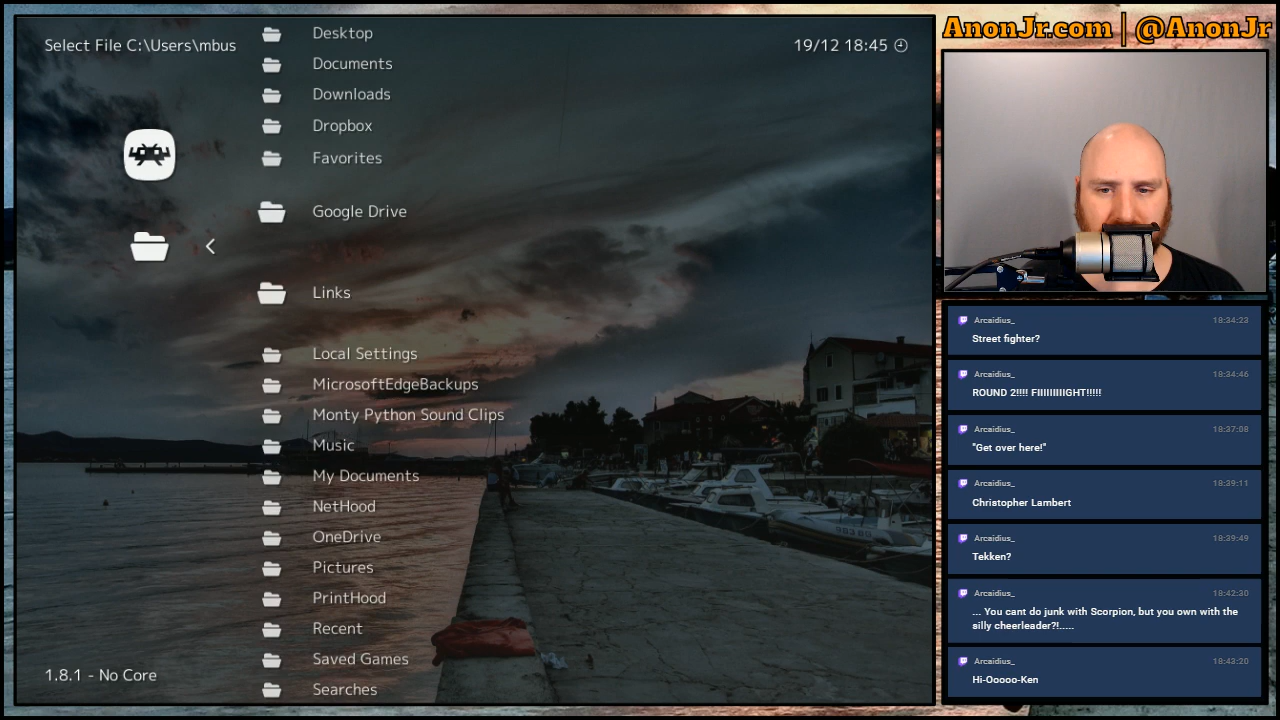 Select File C:\Users\mbus
19/12 18:45
Desktop
Documents
Downloads
Dropbox
Favorites
Google Drive
Links
Local Settings
MicrosoftEdgeBackups
Monty Python Sound Clips
Music
My Documents
NetHood
OneDrive
Pictures
PrintHood
Recent
Saved Games
Searches
1.8.1 - No Core
AnonJr.com | @AnonJr
Arcaidius_ 18:34:23
Street fighter?
Arcaidius_ 18:34:46
ROUND 2!!!! FIIIIIIIIGHT!!!!!
Arcaidius_ 18:37:08
"Get over here!"
Arcaidius_ 18:39:11
Christopher Lambert
Arcaidius_ 18:39:49
Tekken?
Arcaidius_ 18:42:30
... You cant do junk with Scorpion, but you own with the
silly cheerleader?!.....
Arcaidius_ 18:43:20
Hi-Ooooo-Ken